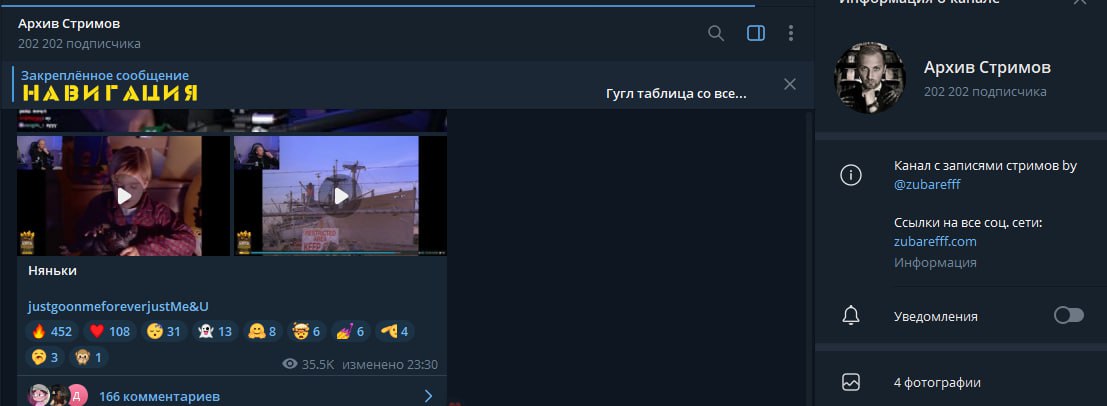 Архив Стримов
202 202 подписчика
Закреплённое сообщение
НАВИГАЦИЯ
Гугл таблица со все...
RESTRICTED
AREA
KEEP
Няньки
justgoonmeforeverjustMe&U
452
108
31
13
8
6
6
4
3
1
35.5K изменено 23:30
Д
166 комментариев
Информация о канале
Архив Стримов
202 202 подписчика
Канал с записями стримов by
@zubarefff
Ссылки на все соц. сети:
zubarefff.com
Информация
Уведомления
4 фотографии